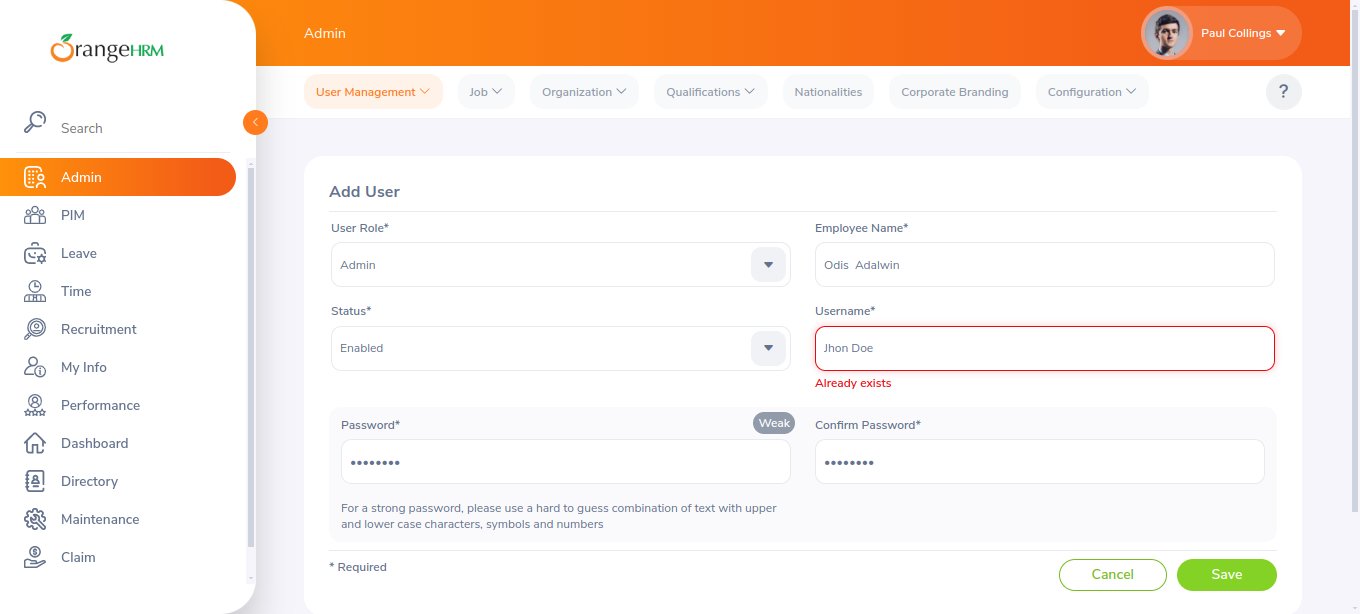 OrangeHRM
Search
Admin
PIM
Leave
Time
Recruitment
My Info
Performance
Dashboard
Directory
Maintenance
Claim
Admin
Paul Collings
User Management
Job
Organization
Qualifications
Nationalities
Corporate Branding
Configuration
?
Add User
User Role*
Employee Name*
Admin
Odis  Adalwin
Status*
Username*
Enabled
Jhon Doe
Already exists
Password*
Weak
Confirm Password*
••••••••
••••••••
For a strong password, please use a hard to guess combination of text with upper
and lower case characters, symbols and numbers
* Required
Cancel
Save